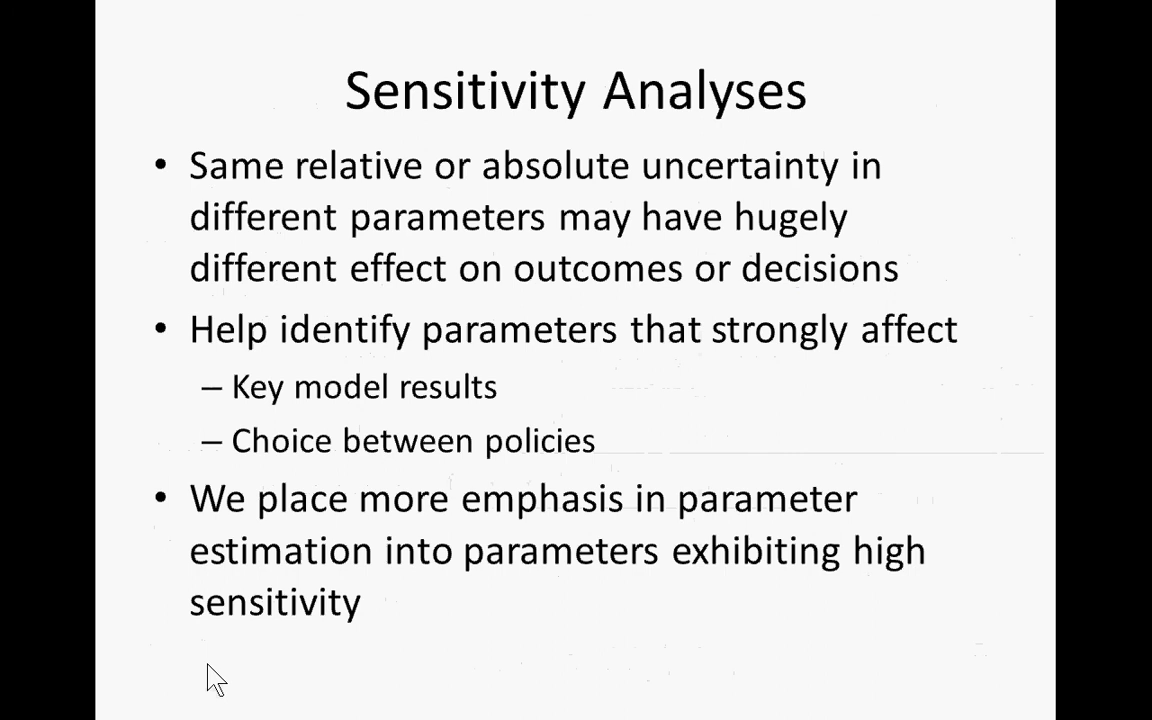 Sensitivity Analyses
• Same relative or absolute uncertainty in
different parameters may have hugely
different effect on outcomes or decisions
• Help identify parameters that strongly affect
– Key model results
– Choice between policies
• We place more emphasis in parameter
estimation into parameters exhibiting high
sensitivity